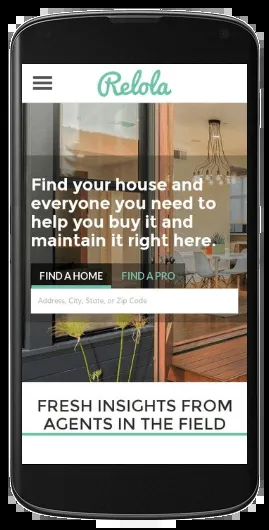 Relola
Find your house and
everyone you need to
help you buy it and
maintain it right here.
FIND A HOME FIND A PRO
Address, City, State, or Zip Code
FRESH INSIGHTS FROM
AGENTS IN THE FIELD